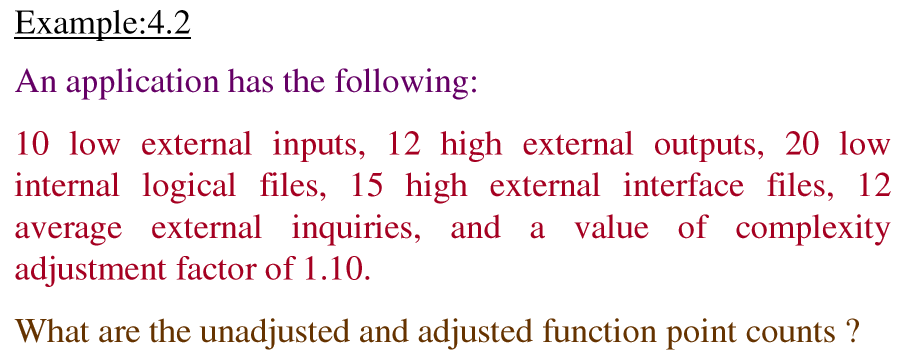 Example:4.2
An application has the following:
10 low external inputs, 12 high external outputs, 20 low
internal logical files, 15 high external interface files, 12
average external inquiries, and a value of complexity
adjustment factor of 1.10.
What are the unadjusted and adjusted function point counts ?